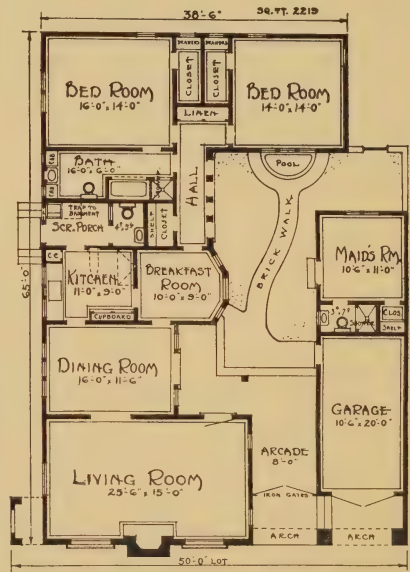 38'-6"
SQ. FT. 2219
DRAWERS
DRAWERS
BED ROOM
16'-0" x 14'-0"
CLOSET
CLOSET
BED ROOM
14'-0" x 14'-0"
LINEN
CAB
CAB
BATH
16'-0" x 6'-0"
SHOWER
HALL
POOL
TRAP TO
BASEMENT
SCR. PORCH
SHELF
CLOSET
BRICK WALK
C.C.
KITCHEN
11'-0" x 9'-0"
BREAKFAST
ROOM
10'-0" x 9'-0"
CUPBOARD
MAID'S RM.
10'-6" x 11'-0"
SHOWER
CLOS.
SHELF
65'-0"
DINING ROOM
16'-0" x 11'-6"
GARAGE
10'-6" x 20'-0"
LIVING ROOM
25'-6" x 15'-0"
ARCADE
8'-0"
IRON GATES
ARCH
ARCH
50'-0" LOT